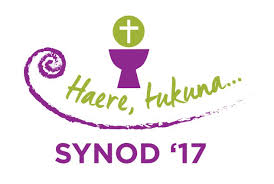 Haere, tukuna...
SYNOD ‘17